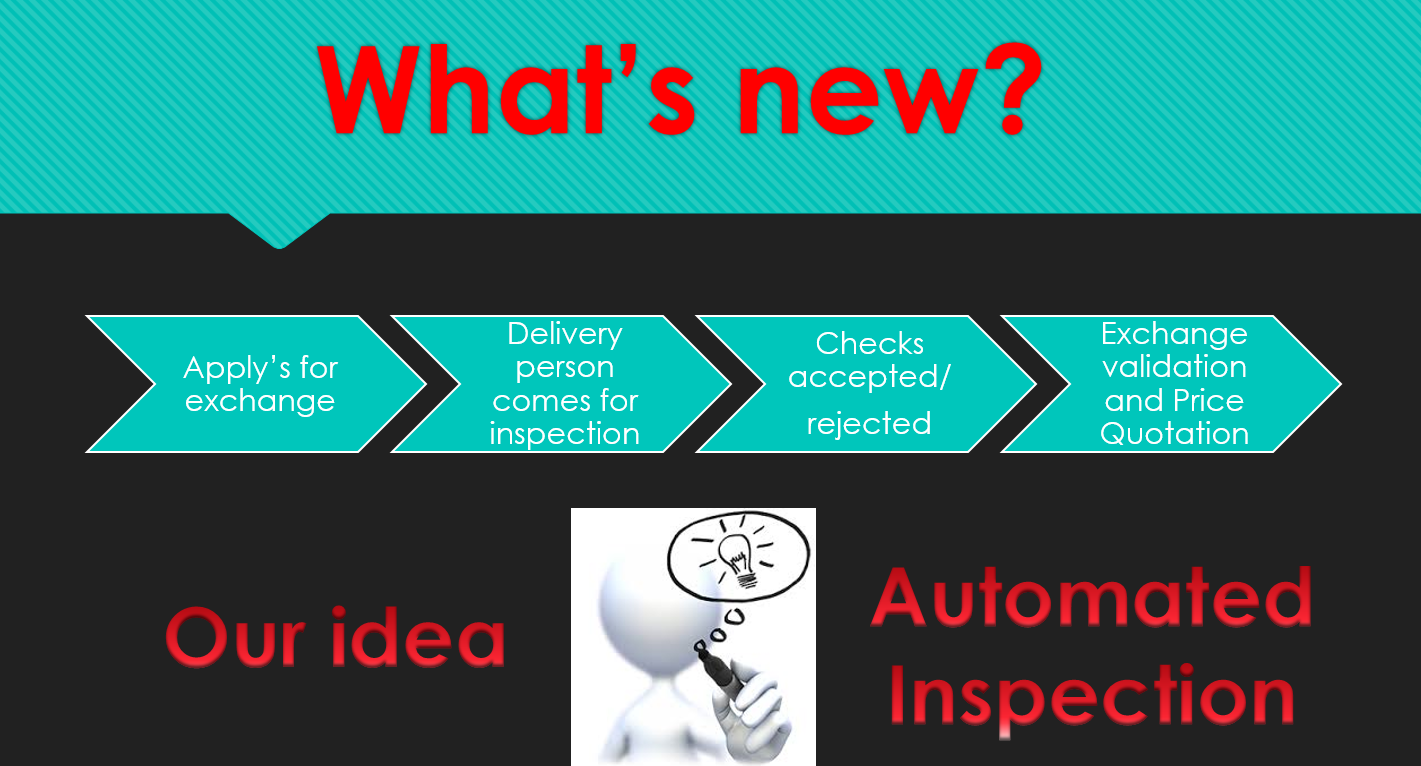 What’s new?
Apply’s for
exchange
Delivery
person
comes for
inspection
Checks
accepted/
rejected
Exchange
validation
and Price
Quotation
Our idea
Automated
Inspection